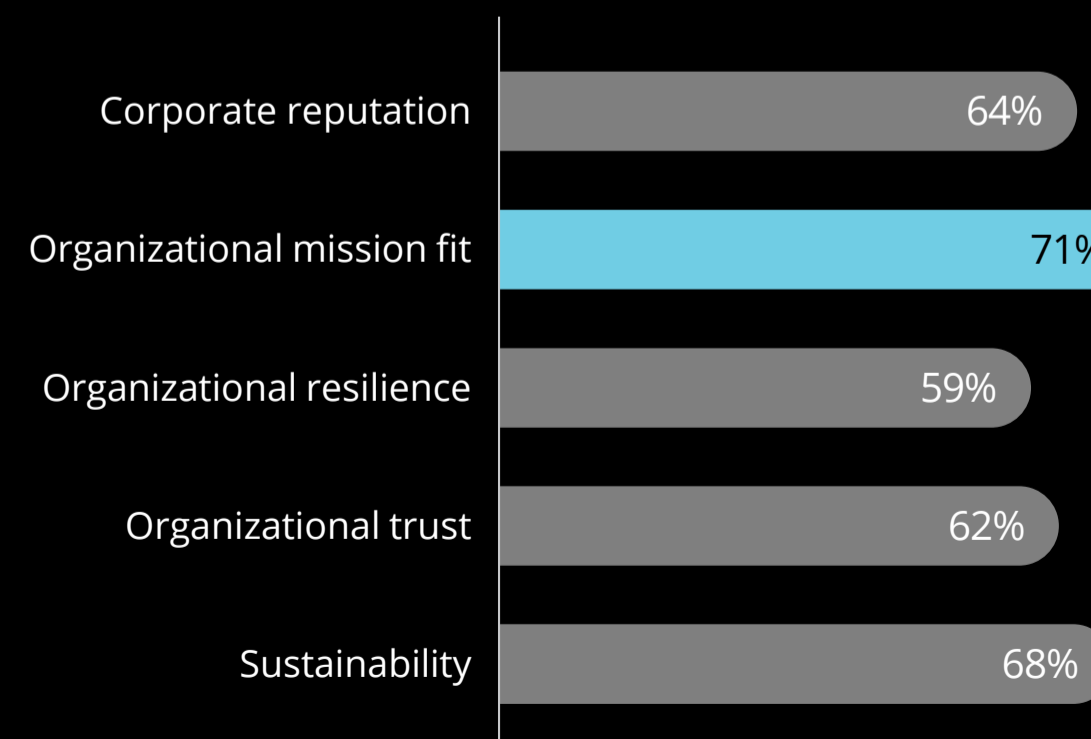 Corporate reputation 64%
Organizational mission fit 71%
Organizational resilience 59%
Organizational trust 62%
Sustainability 68%